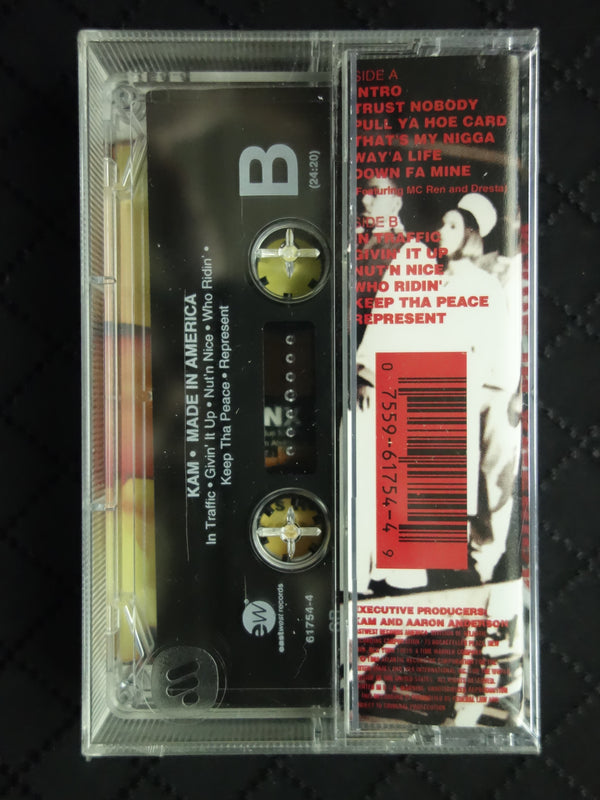 B
(24:20)
KAM • MADE IN AMERICA
In Traffic • Givin' It Up • Nut'n Nice • Who Ridin' •
Keep Tha Peace • Represent
ew
eastwest records
61754-4
SIDE A
INTRO
TRUST NOBODY
PULL YA HOE CARD
THAT'S MY NIGGA
WAY'A LIFE
DOWN FA MINE
(Featuring MC Ren and Dresta)
SIDE B
IN TRAFFIC
GIVIN' IT UP
NUT'N NICE
WHO RIDIN'
KEEP THA PEACE
REPRESENT
0 7559-61754-4 9
EXECUTIVE PRODUCERS:
KAM AND AARON ANDERSON